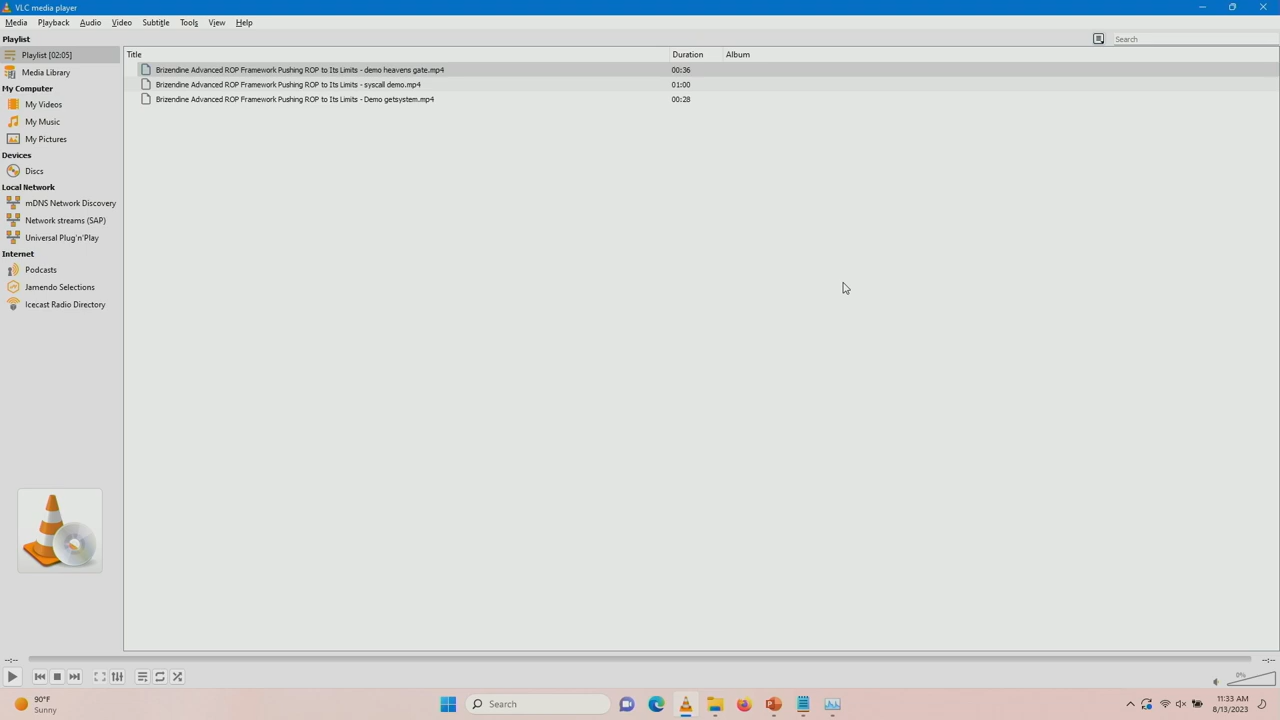 VLC media player
Media Playback Audio Video Subtitle Tools View Help
Playlist
Search
Playlist [02:05]
Media Library
My Computer
My Videos
My Music
My Pictures
Devices
Discs
Local Network
mDNS Network Discovery
Network streams (SAP)
Universal Plug'n'Play
Internet
Podcasts
Jamendo Selections
Icecast Radio Directory
Title Duration Album
Brizendine Advanced ROP Framework Pushing ROP to Its Limits - demo heavens gate.mp4 00:36
Brizendine Advanced ROP Framework Pushing ROP to Its Limits - syscall demo.mp4 01:00
Brizendine Advanced ROP Framework Pushing ROP to Its Limits - Demo getsystem.mp4 00:28
--:-- --:--
0%
90°F
Sunny
Search
11:33 AM
8/13/2023